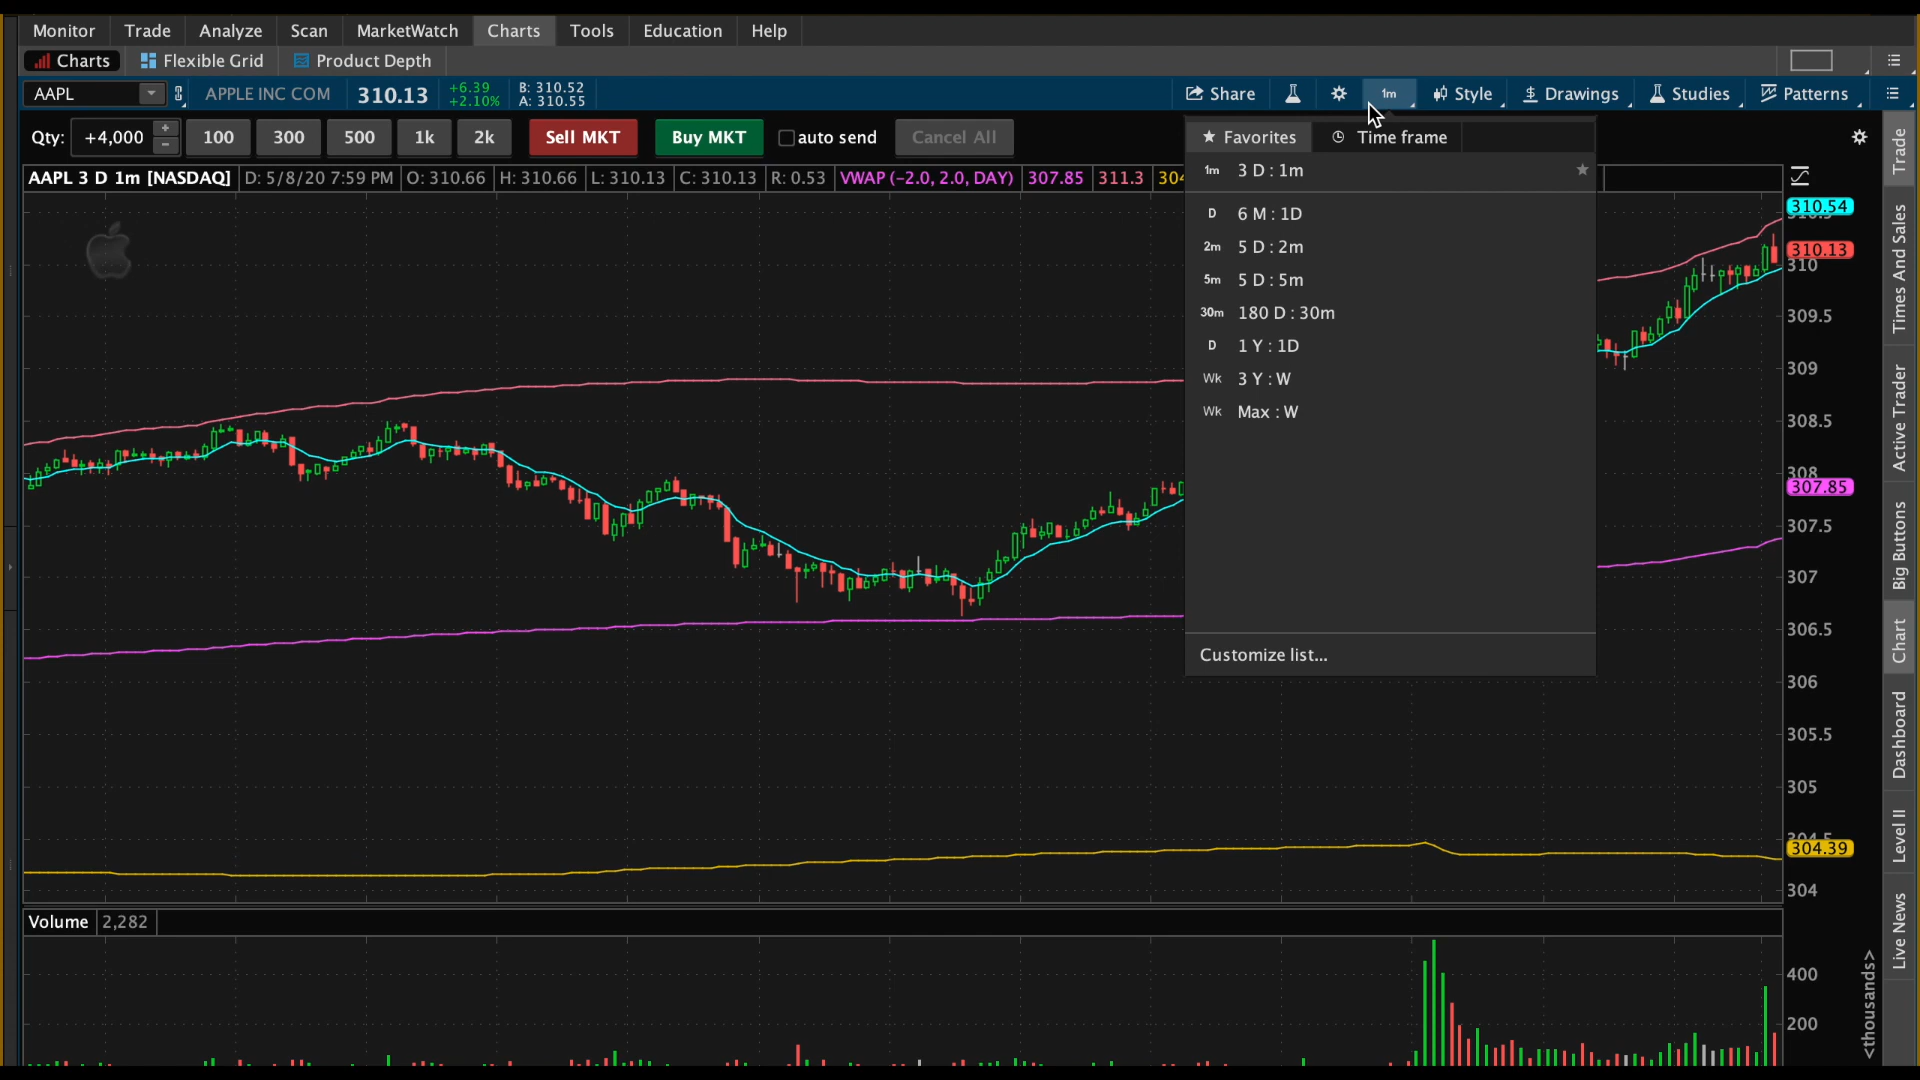 Monitor Trade Analyze Scan MarketWatch Charts Tools Education Help
Charts Flexible Grid Product Depth
AAPL APPLE INC COM 310.13 +6.39 +2.10% B: 310.52 A: 310.55 Share 1m Style Drawings Studies Patterns
Qty: +4,000 100 300 500 1k 2k Sell MKT Buy MKT auto send Cancel All
AAPL 3 D 1m [NASDAQ] D: 5/8/20 7:59 PM O: 310.66 H: 310.66 L: 310.13 C: 310.13 R: 0.53 VWAP (-2.0, 2.0, DAY) 307.85 311.3 304
Favorites Time frame
1m 3 D : 1m
D 6 M : 1D
2m 5 D : 2m
5m 5 D : 5m
30m 180 D : 30m
D 1 Y : 1D
Wk 3 Y : W
Wk Max : W
Customize list...
310.54
310.13
310
309.5
309
308.5
308
307.85
307.5
307
306.5
306
305.5
305
304.5
304.39
304
Volume 2,282
400
200
<thousands>
Trade
Times And Sales
Active Trader
Big Buttons
Chart
Dashboard
Level II
Live News